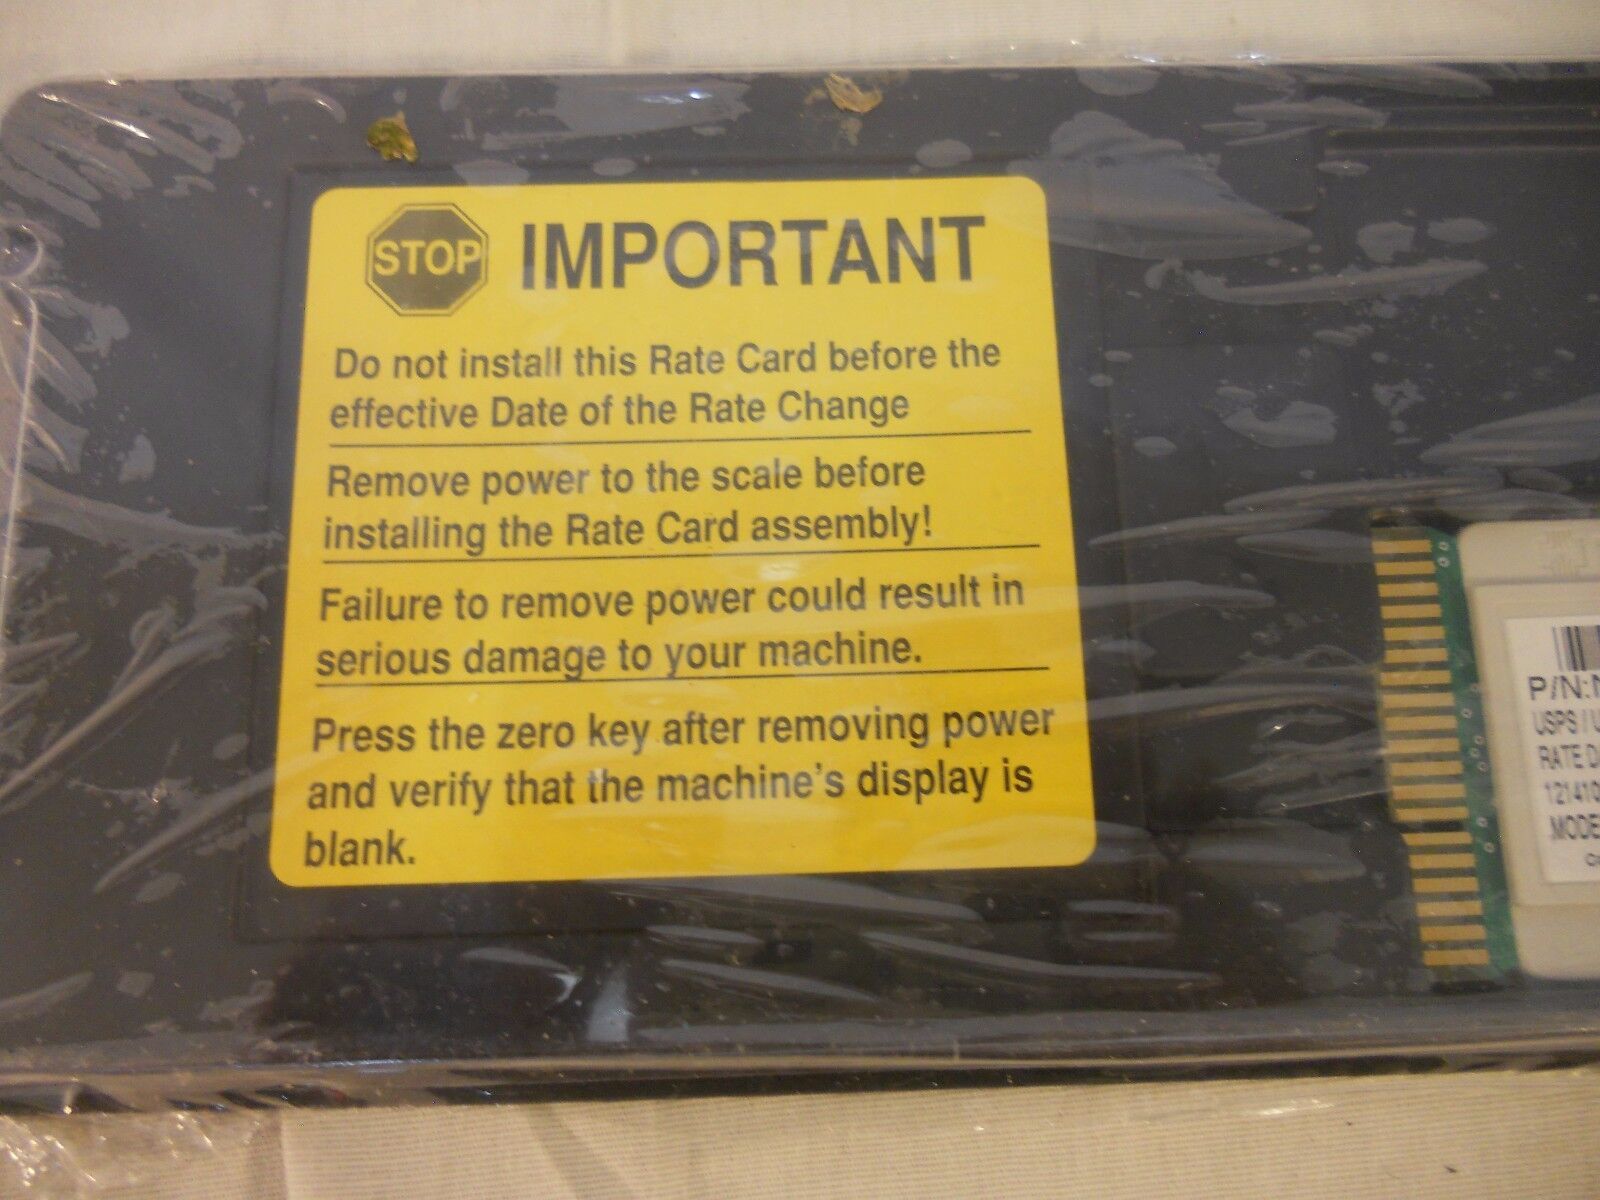 STOP IMPORTANT
Do not install this Rate Card before the
effective Date of the Rate Change
Remove power to the scale before
installing the Rate Card assembly!
Failure to remove power could result in
serious damage to your machine.
Press the zero key after removing power
and verify that the machine's display is
blank.
P/N:
USPS /
RATE